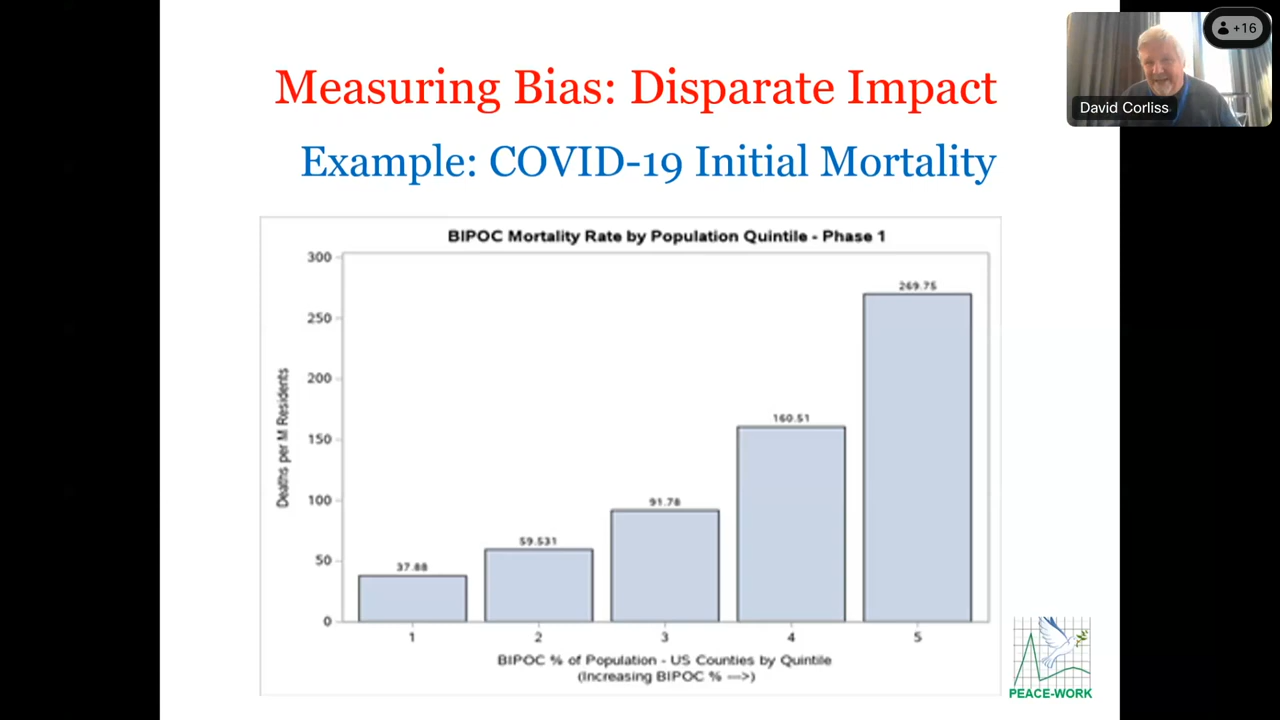 Measuring Bias: Disparate Impact
Example: COVID-19 Initial Mortality
+16
David Corliss
BIPOC Mortality Rate by Population Quintile - Phase 1
Deaths per M Residents
300
250
200
150
100
50
0
37.88
59.531
91.78
160.51
269.75
1
2
3
4
5
BIPOC % of Population - US Counties by Quintile
(Increasing BIPOC % —>)
PEACE-WORK